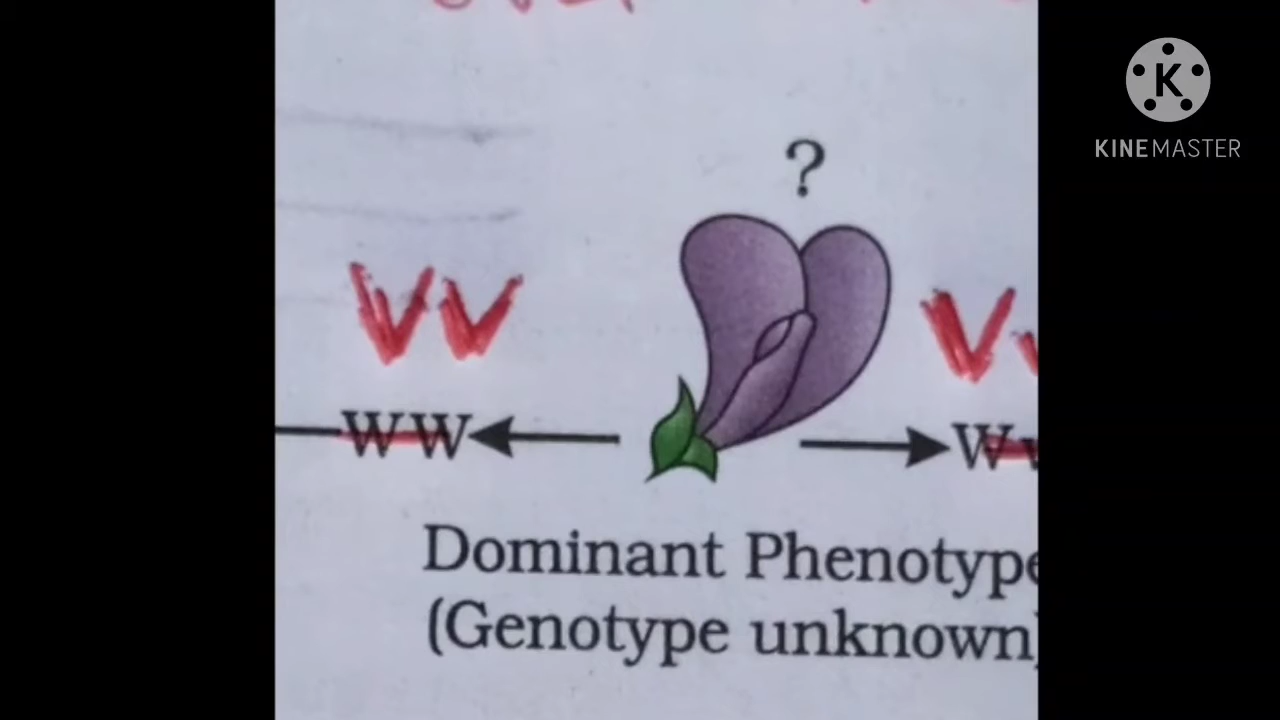 ?
VV
V
WW
W
Dominant Phenotype
(Genotype unknown)
KINEMASTER